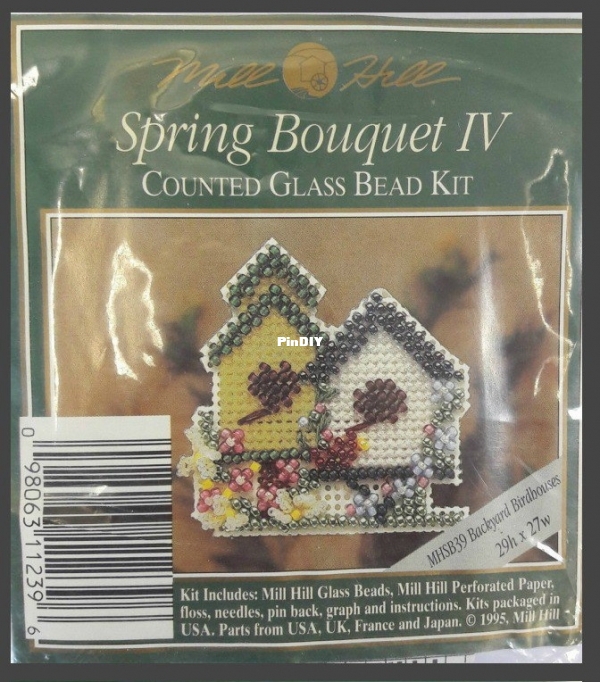 Mill Hill
Spring Bouquet IV
COUNTED GLASS BEAD KIT
PinDIY
MHSB39 Backyard Birdhouses
29h x 27w
0 98063 11239 6
Kit Includes: Mill Hill Glass Beads, Mill Hill Perforated Paper,
floss, needles, pin back, graph and instructions. Kits packaged in
USA. Parts from USA, UK, France and Japan. © 1995, Mill Hill